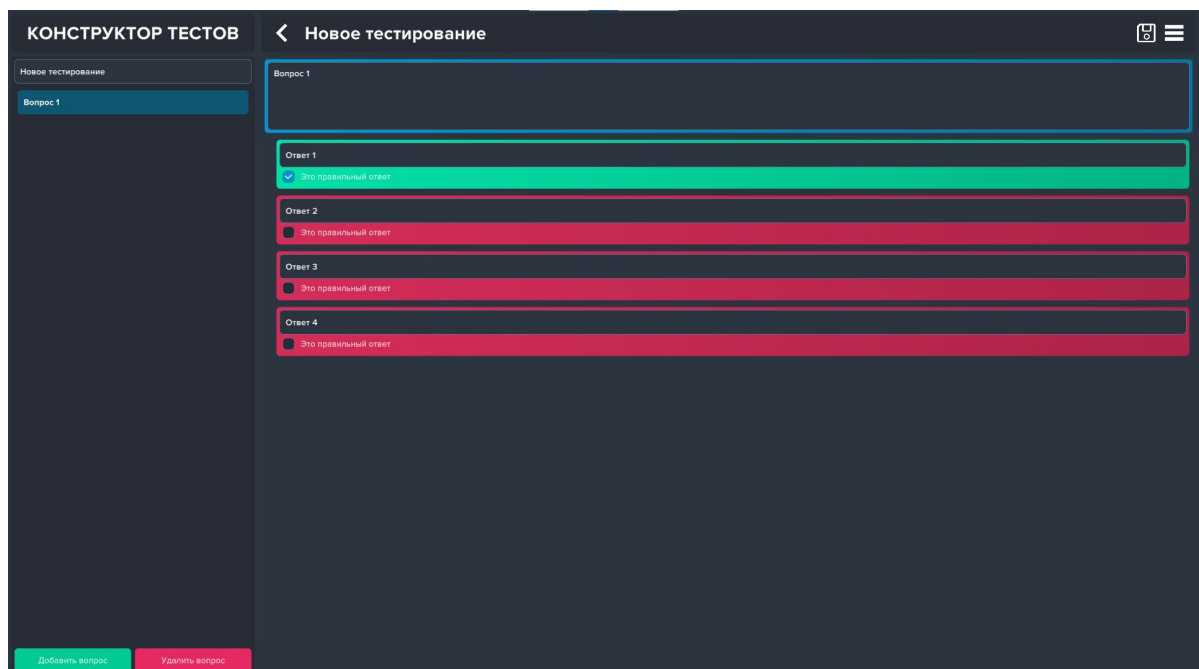 КОНСТРУКТОР ТЕСТОВ
Новое тестирование
Новое тестирование
Вопрос 1
Вопрос 1
Ответ 1
Это правильный ответ
Ответ 2
Это правильный ответ
Ответ 3
Это правильный ответ
Ответ 4
Это правильный ответ
Добавить вопрос
Удалить вопрос